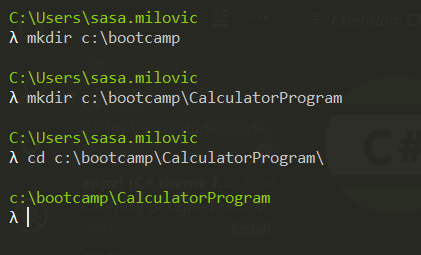 C:\Users\sasa.milovic
λ mkdir c:\bootcamp
C:\Users\sasa.milovic
λ mkdir c:\bootcamp\CalculatorProgram
C:\Users\sasa.milovic
λ cd c:\bootcamp\CalculatorProgram\
c:\bootcamp\CalculatorProgram
λ